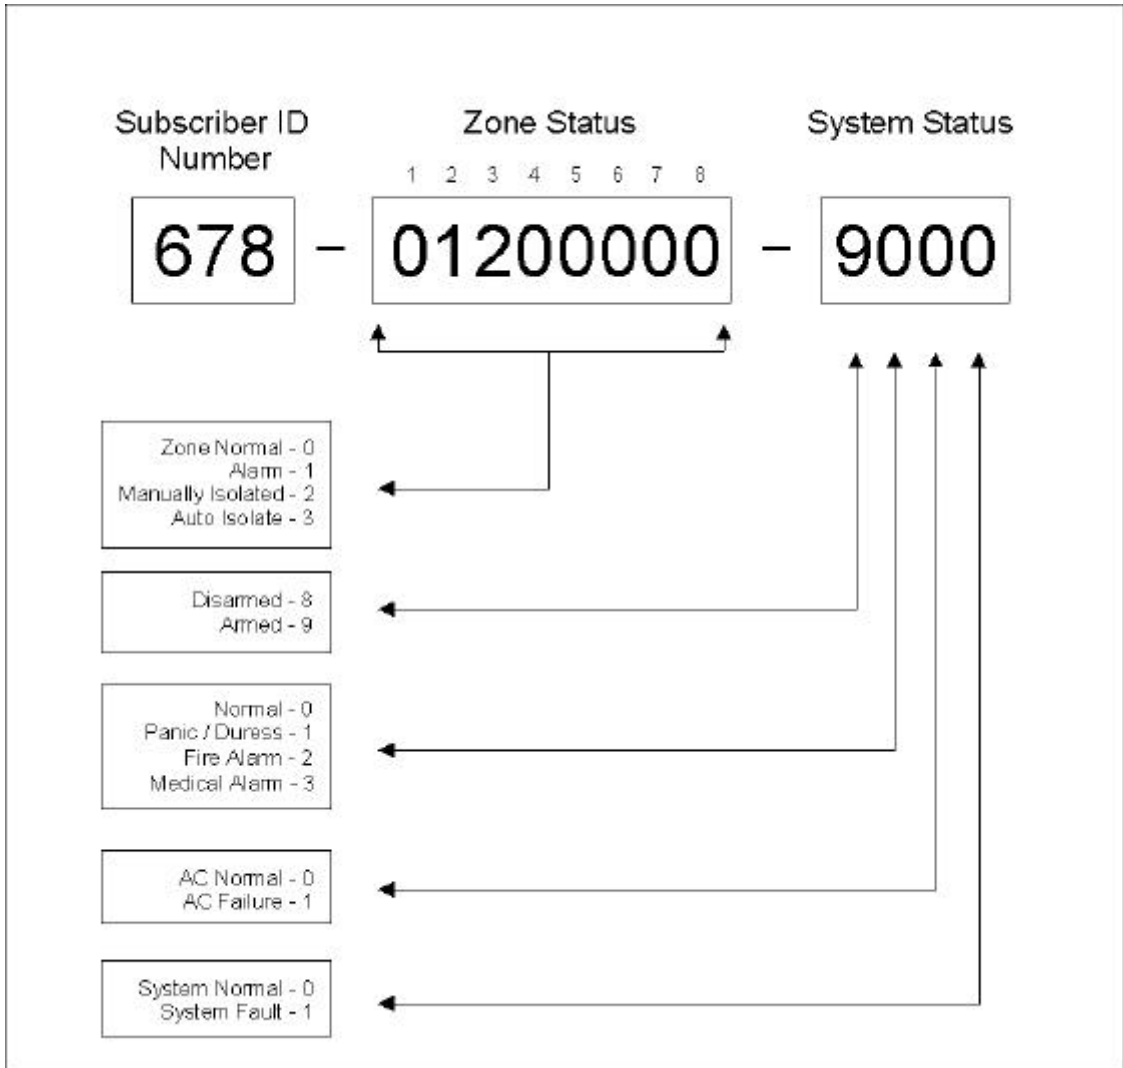 Subscriber ID
Number
Zone Status
System Status
1 2 3 4 5 6 7 8
678 - 01200000 - 9000
Zone Normal - 0
Alarm - 1
Manually Isolated - 2
Auto Isolate - 3
Disarmed - 8
Armed - 9
Normal - 0
Panic / Duress - 1
Fire Alarm - 2
Medical Alarm - 3
AC Normal - 0
AC Failure - 1
System Normal - 0
System Fault - 1